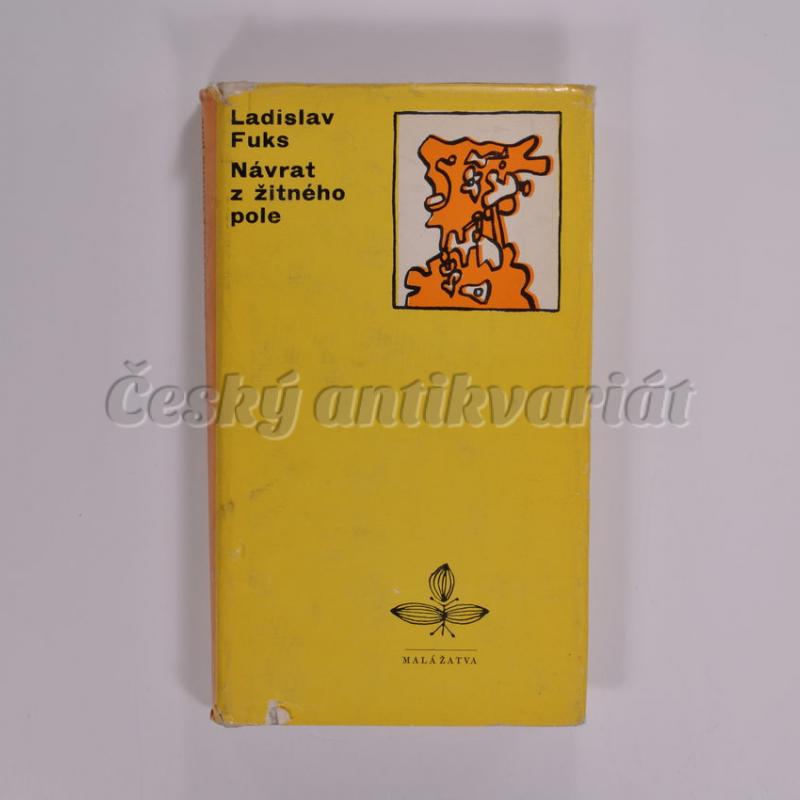 Ladislav
Fuks
Návrat
z žitného
pole
Český antikvariát
MALÁ ŽATVA